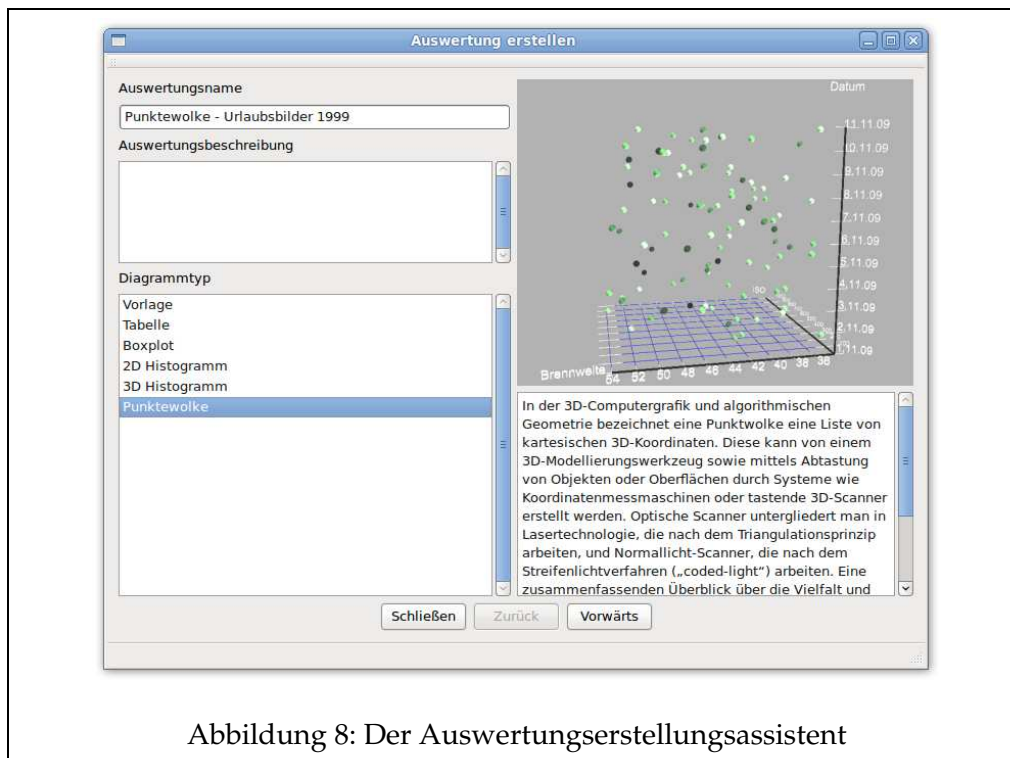 Auswertung erstellen
Auswertungsname
Punktewolke - Urlaubsbilder 1999
Auswertungsbeschreibung
Diagrammtyp
Vorlage
Tabelle
Boxplot
2D Histogramm
3D Histogramm
Punktewolke
Datum
11.11.09
10.11.09
9.11.09
8.11.09
7.11.09
6.11.09
5.11.09
4.11.09
3.11.09
2.11.09
1.11.09
ISO
Brennweite
54 52 50 48 46 44 42 40 38 36
In der 3D-Computergrafik und algorithmischen
Geometrie bezeichnet eine Punktwolke eine Liste von
kartesischen 3D-Koordinaten. Diese kann von einem
3D-Modellierungswerkzeug sowie mittels Abtastung
von Objekten oder Oberflächen durch Systeme wie
Koordinatenmessmaschinen oder tastende 3D-Scanner
erstellt werden. Optische Scanner untergliedert man in
Lasertechnologie, die nach dem Triangulationsprinzip
arbeiten, und Normallicht-Scanner, die nach dem
Streifenlichtverfahren („coded-light“) arbeiten. Eine
zusammenfassenden Überblick über die Vielfalt und
Schließen Zurück Vorwärts
Abbildung 8: Der Auswertungserstellungsassistent